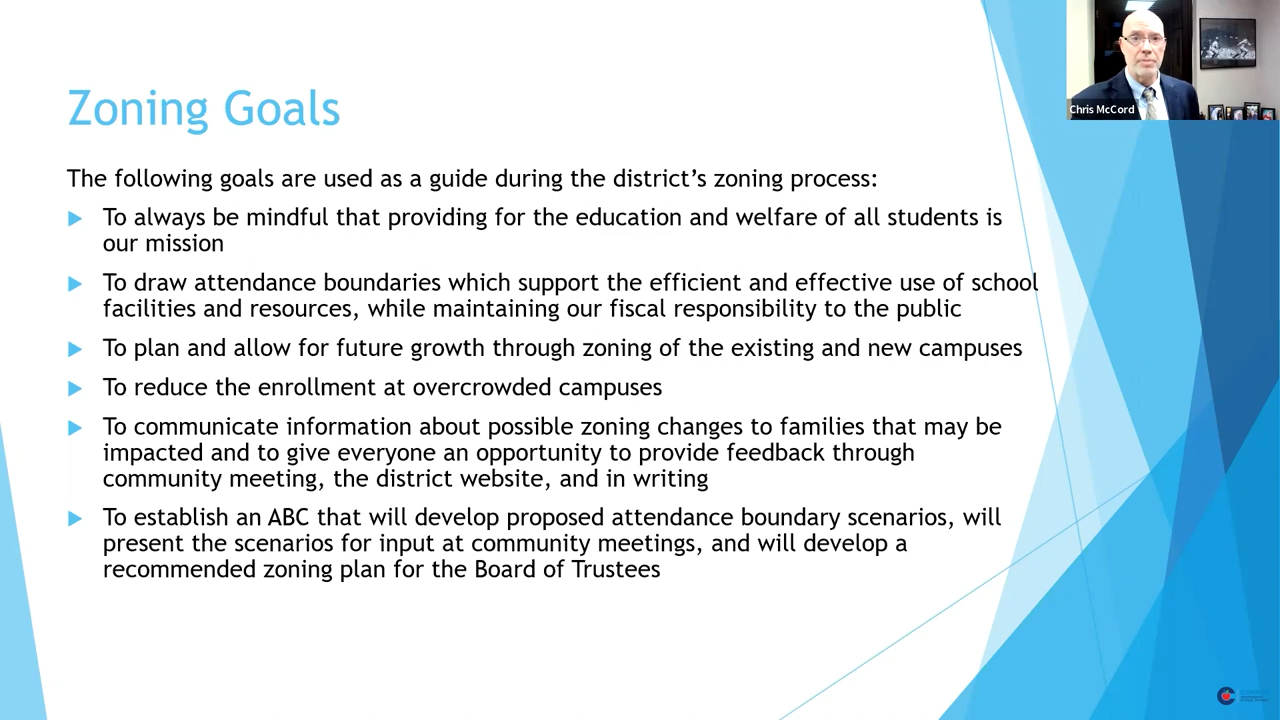 Zoning Goals
Chris McCord
The following goals are used as a guide during the district’s zoning process:
To always be mindful that providing for the education and welfare of all students is
our mission
To draw attendance boundaries which support the efficient and effective use of school
facilities and resources, while maintaining our fiscal responsibility to the public
To plan and allow for future growth through zoning of the existing and new campuses
To reduce the enrollment at overcrowded campuses
To communicate information about possible zoning changes to families that may be
impacted and to give everyone an opportunity to provide feedback through
community meeting, the district website, and in writing
To establish an ABC that will develop proposed attendance boundary scenarios, will
present the scenarios for input at community meetings, and will develop a
recommended zoning plan for the Board of Trustees